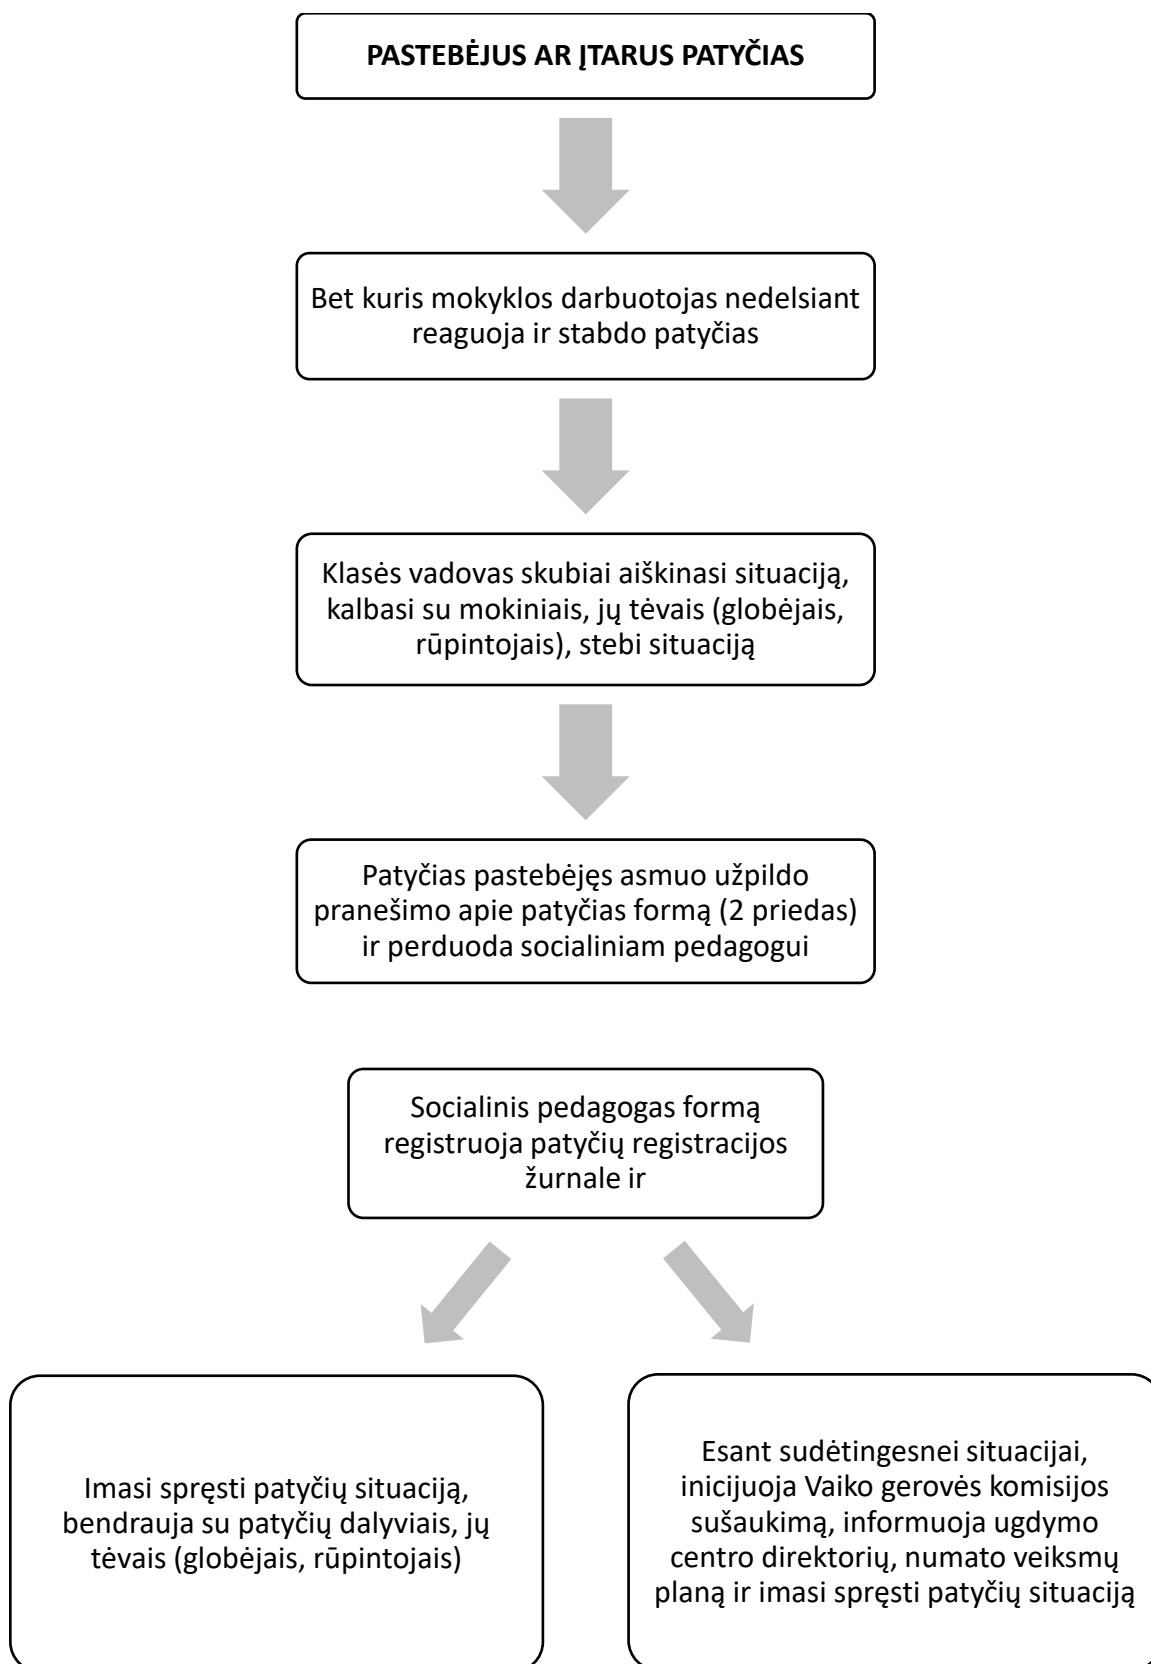 PASTEBĖJUS AR ĮTARUS PATYČIAS
Bet kuris mokyklos darbuotojas nedelsiant
reaguoja ir stabdo patyčias
Klasės vadovas skubiai aiškinasi situaciją,
kalbasi su mokiniais, jų tėvais (globėjais,
rūpintojais), stebi situaciją
Patyčias pastebėjęs asmuo užpildo
pranešimo apie patyčias formą (2 priedas)
ir perduoda socialiniam pedagogui
Socialinis pedagogas formą
registruoja patyčių registracijos
žurnale ir
Imasi spręsti patyčių situaciją,
bendrauja su patyčių dalyviais, jų
tėvais (globėjais, rūpintojais)
Esant sudėtingesnei situacijai,
inicijuoja Vaiko gerovės komisijos
sušaukimą, informuoja ugdymo
centro direktorių, numato veiksmų
planą ir imasi spręsti patyčių situaciją